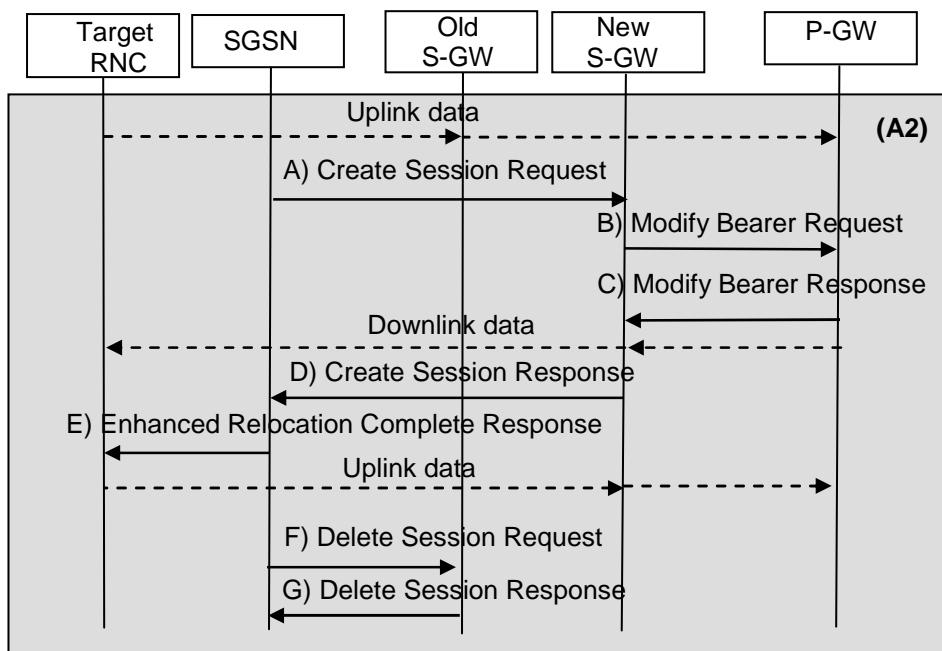 Target
RNC
SGSN
Old
S-GW
New
S-GW
P-GW
Uplink data
(A2)
A) Create Session Request
B) Modify Bearer Request
C) Modify Bearer Response
Downlink data
D) Create Session Response
E) Enhanced Relocation Complete Response
Uplink data
F) Delete Session Request
G) Delete Session Response